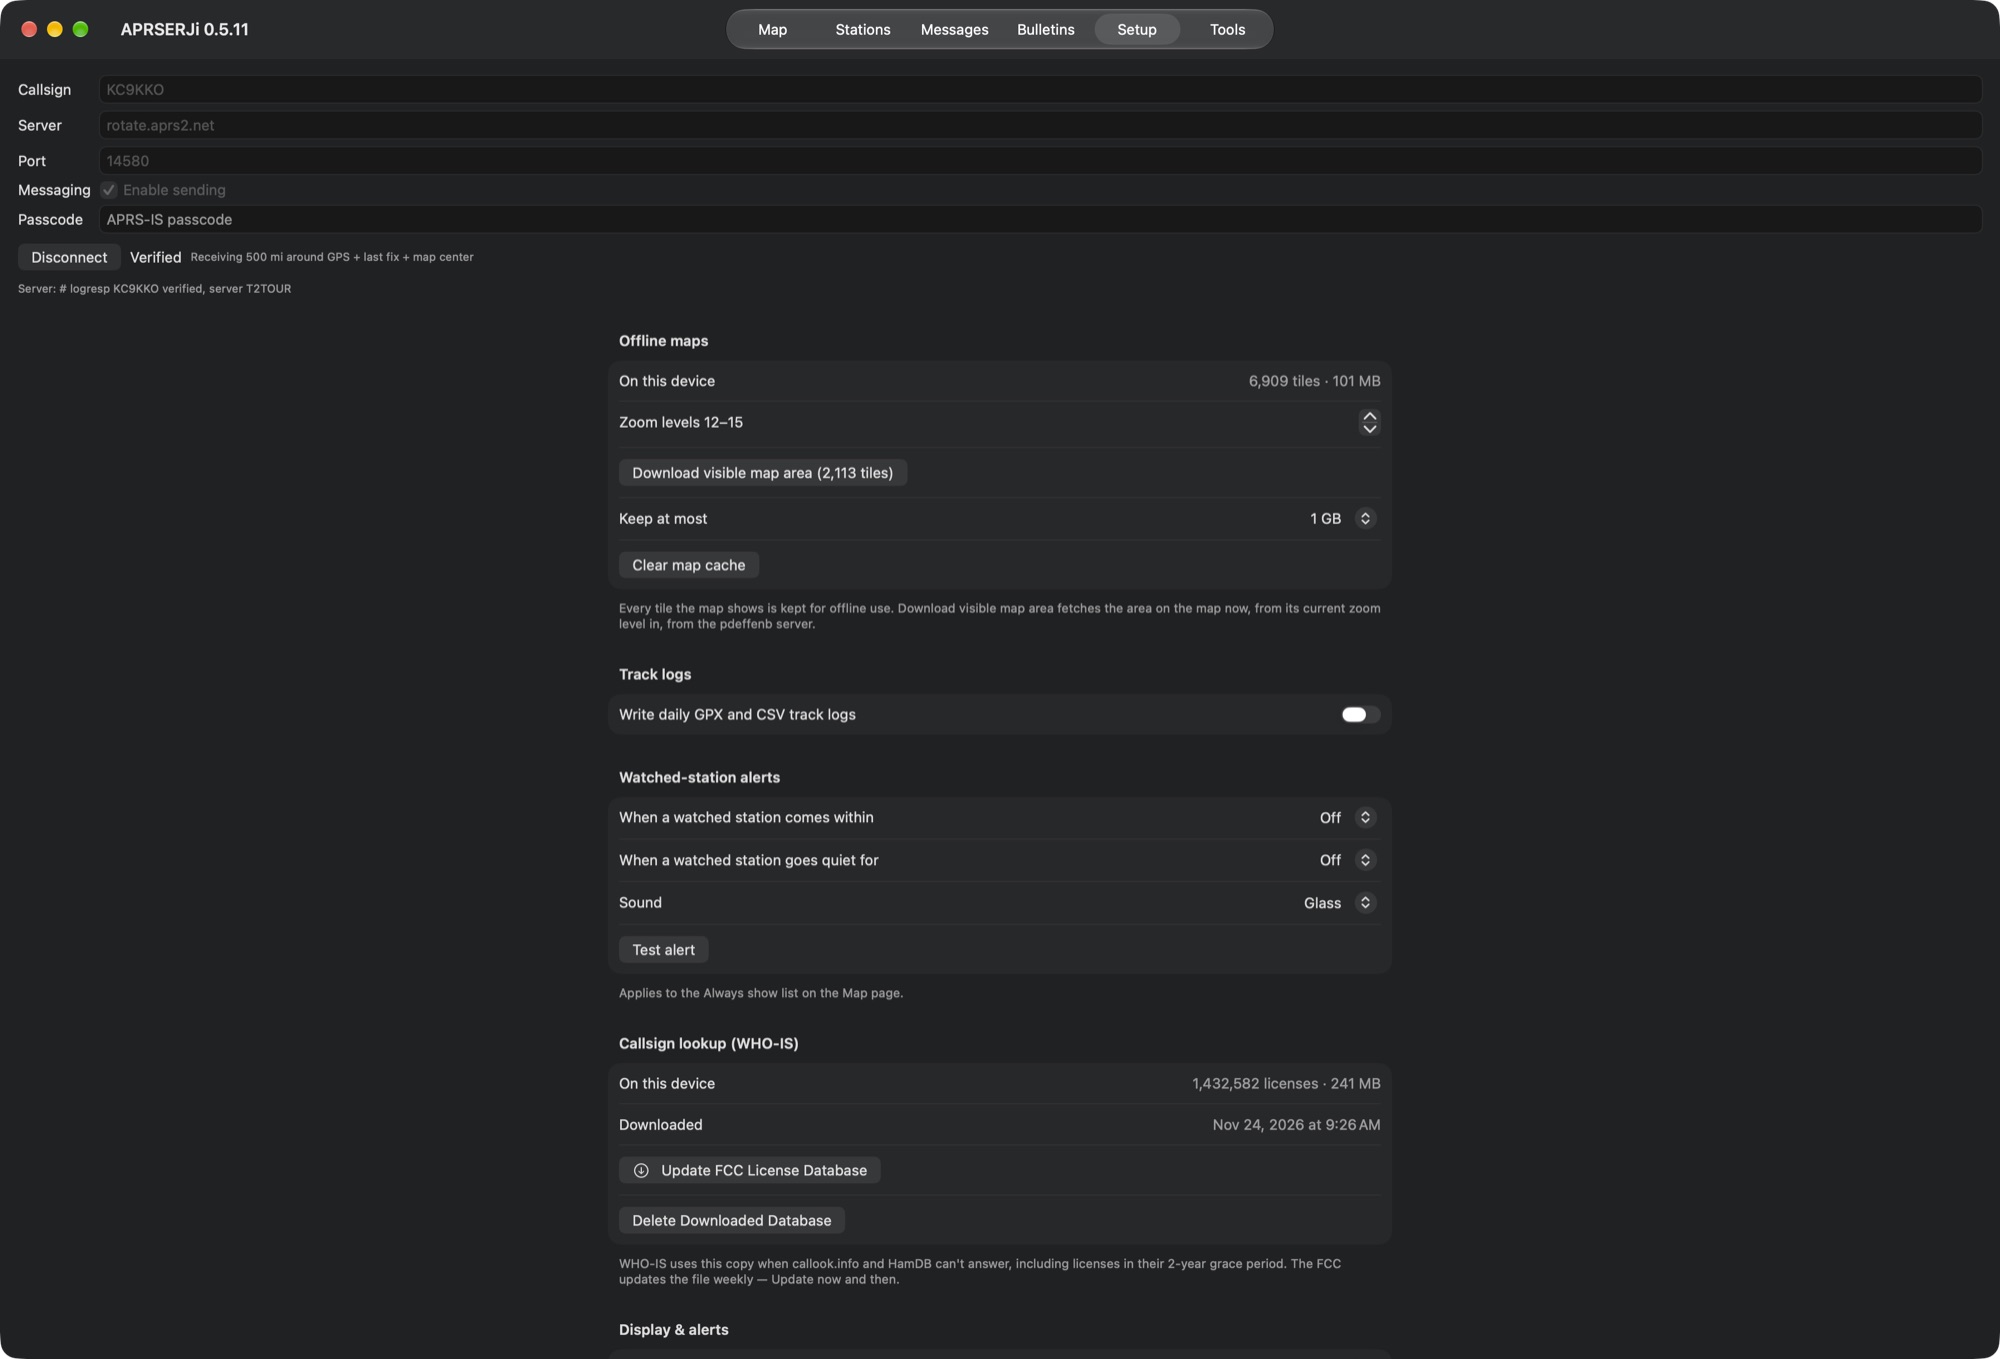 APRSERJi 0.5.11
Map Stations Messages Bulletins Setup Tools
Callsign KC9KKO
Server rotate.aprs2.net
Port 14580
Messaging Enable sending
Passcode APRS-IS passcode
Disconnect Verified Receiving 500 mi around GPS + last fix + map center
Server: # logresp KC9KKO verified, server T2TOUR
Offline maps
On this device 6,909 tiles · 101 MB
Zoom levels 12–15
Download visible map area (2,113 tiles)
Keep at most 1 GB
Clear map cache
Every tile the map shows is kept for offline use. Download visible map area fetches the area on the map now, from its current zoom
level in, from the pdeffenb server.
Track logs
Write daily GPX and CSV track logs
Watched-station alerts
When a watched station comes within Off
When a watched station goes quiet for Off
Sound Glass
Test alert
Applies to the Always show list on the Map page.
Callsign lookup (WHO-IS)
On this device 1,432,582 licenses · 241 MB
Downloaded Nov 24, 2026 at 9:26 AM
Update FCC License Database
Delete Downloaded Database
WHO-IS uses this copy when callook.info and HamDB can't answer, including licenses in their 2-year grace period. The FCC
updates the file weekly — Update now and then.
Display & alerts